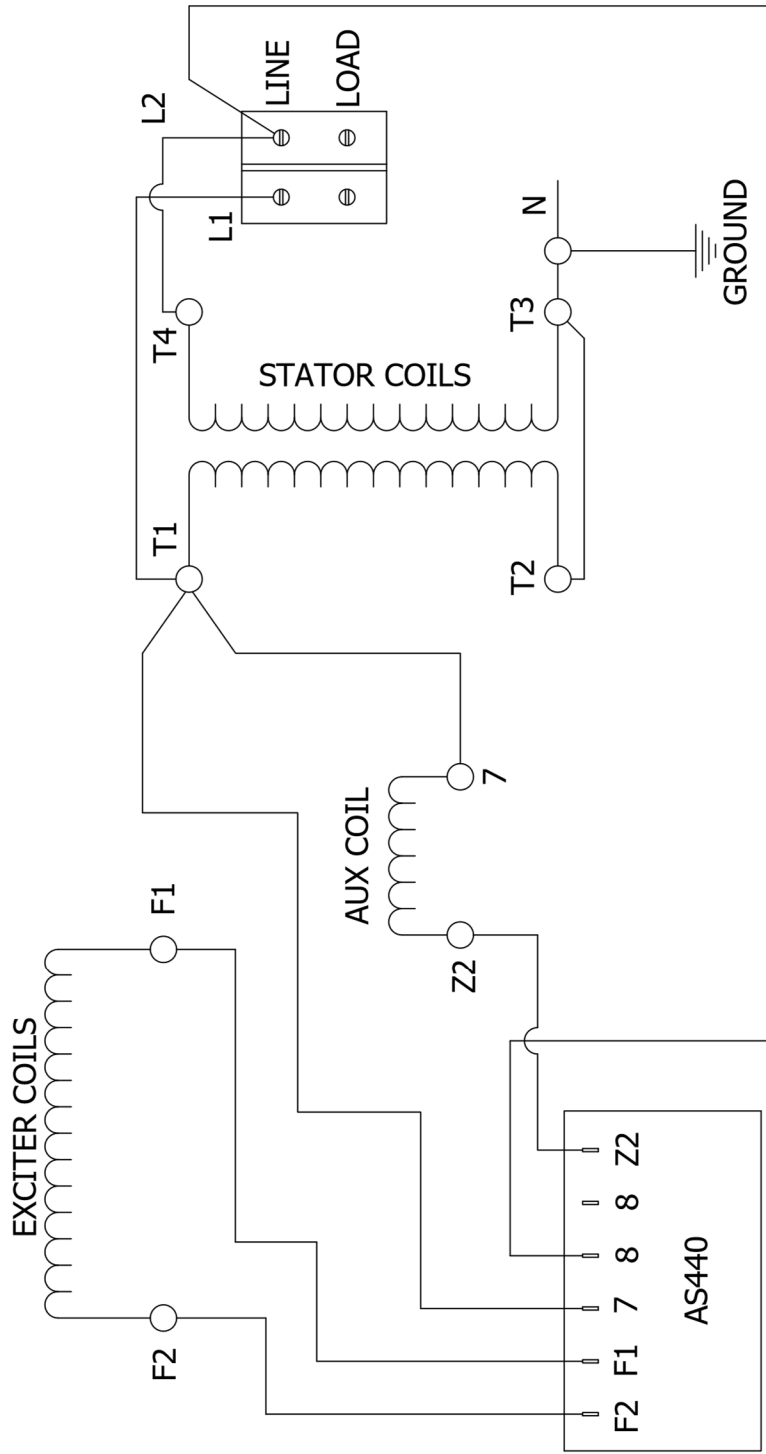 L2
LINE
LOAD
L1
N
T4
T3
GROUND
STATOR COILS
T1
T2
F1
AUX COIL
7
EXCITER COILS
Z2
F2
Z2
8
8
7
F1
F2
AS440